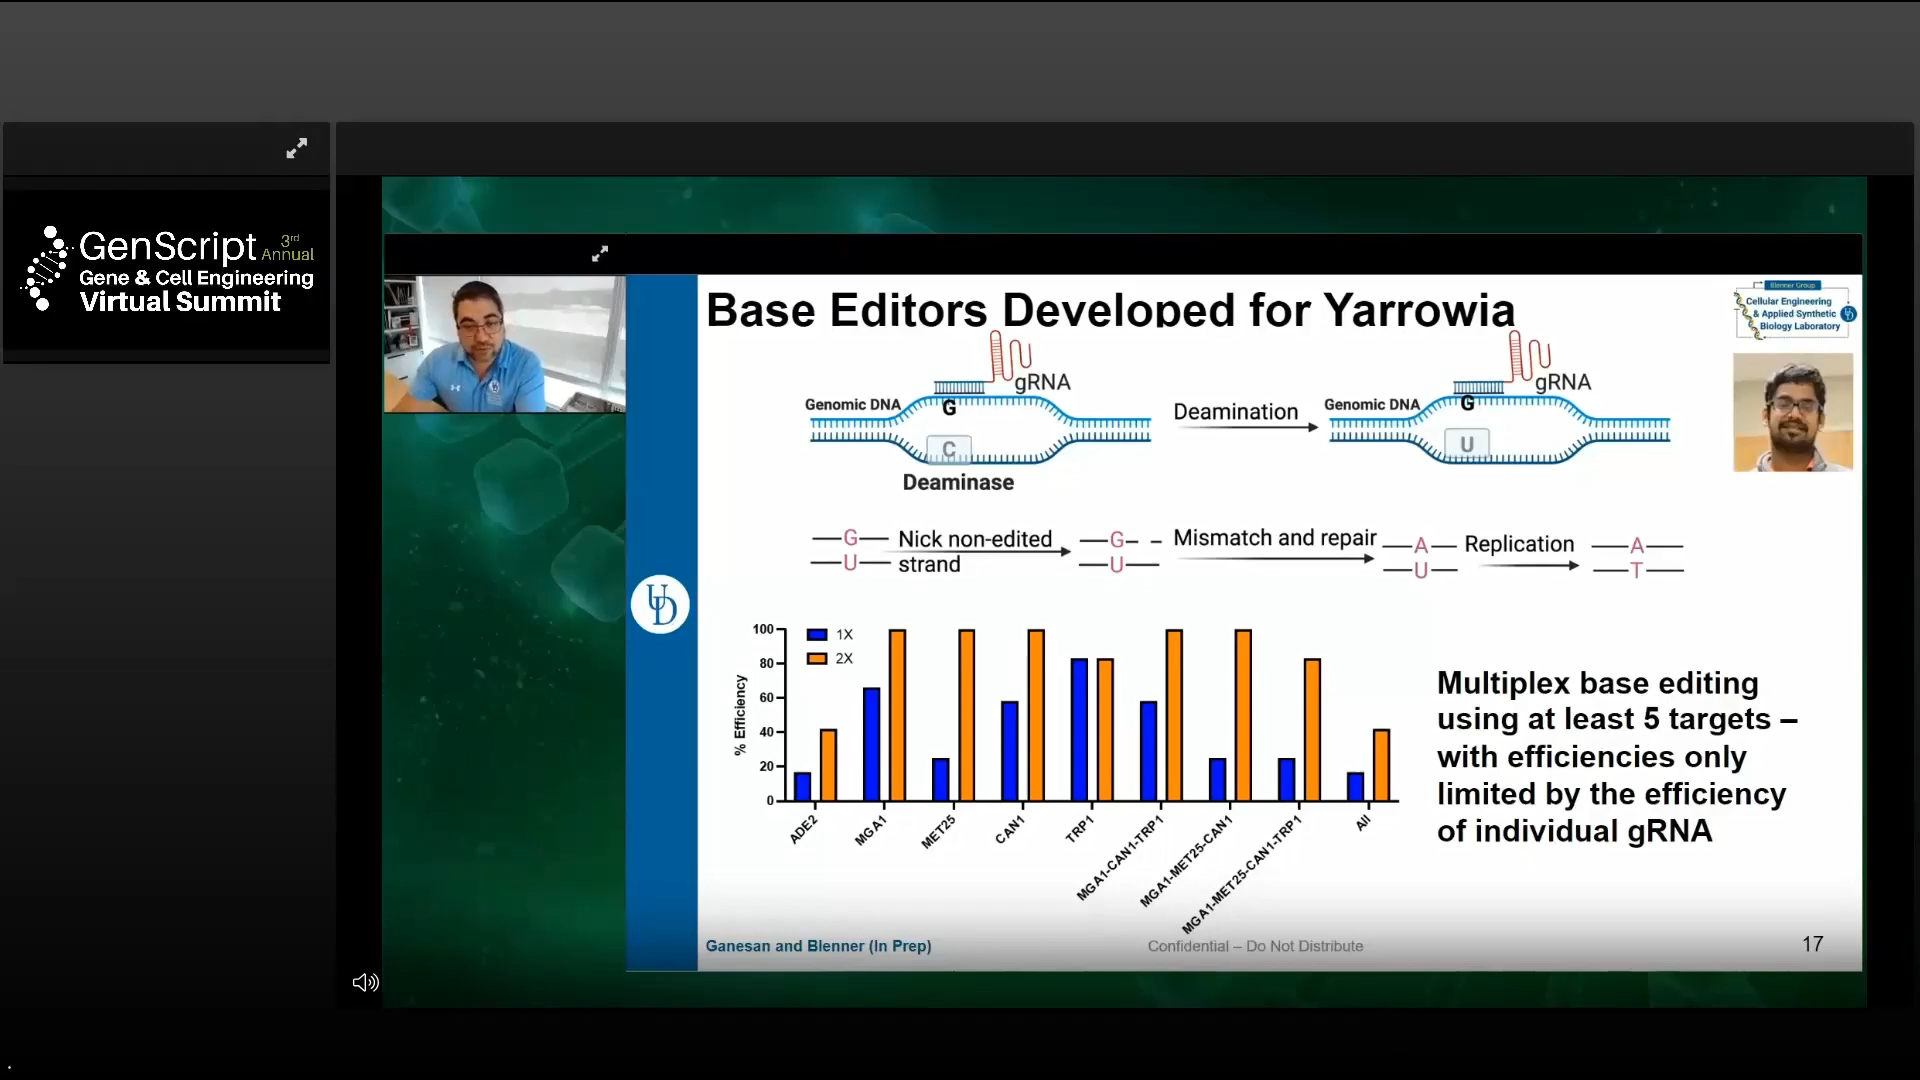 GenScript 3rd Annual
Gene & Cell Engineering
Virtual Summit
Base Editors Developed for Yarrowia
Blenner Group
Cellular Engineering
& Applied Synthetic
Biology Laboratory
gRNA
Genomic DNA
G
C
Deaminase
Deamination
gRNA
Genomic DNA
G
U
G
U
Nick non-edited
strand
G
U
Mismatch and repair
A
U
Replication
A
T
UD
% Efficiency
100
80
60
40
20
0
1X
2X
ADE2
MGA1
MET25
CAN1
TRP1
MGA1-CAN1-TRP1
MGA1-MET25-CAN1
MGA1-MET25-CAN1-TRP1
All
Multiplex base editing
using at least 5 targets –
with efficiencies only
limited by the efficiency
of individual gRNA
Ganesan and Blenner (In Prep)
Confidential – Do Not Distribute
17